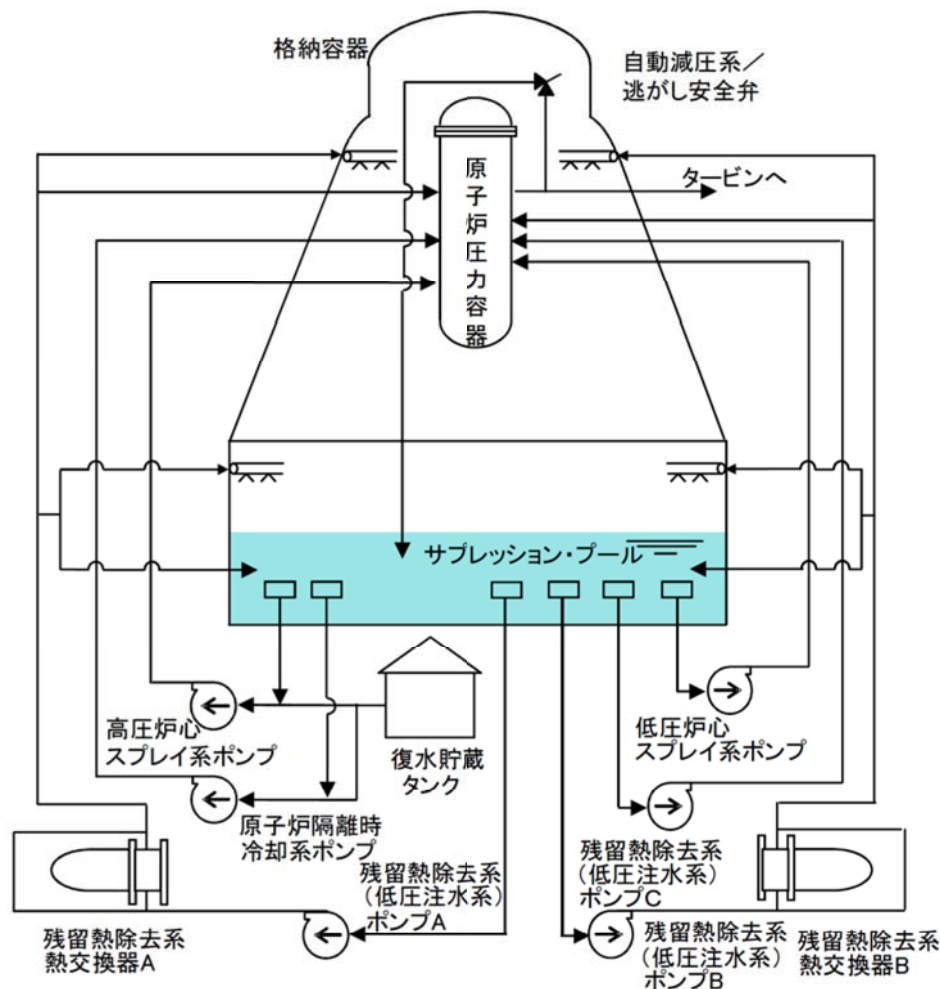 格納容器
自動減圧系／
逃がし安全弁
原子炉圧力容器
タービンへ
サプレッション・プール
高圧炉心
スプレイ系ポンプ
復水貯蔵
タンク
低圧炉心
スプレイ系ポンプ
原子炉隔離時
冷却系ポンプ
残留熱除去系
（低圧注水系）
ポンプA
残留熱除去系
（低圧注水系）
ポンプC
残留熱除去系
（低圧注水系）
ポンプB
残留熱除去系
熱交換器A
残留熱除去系
熱交換器B